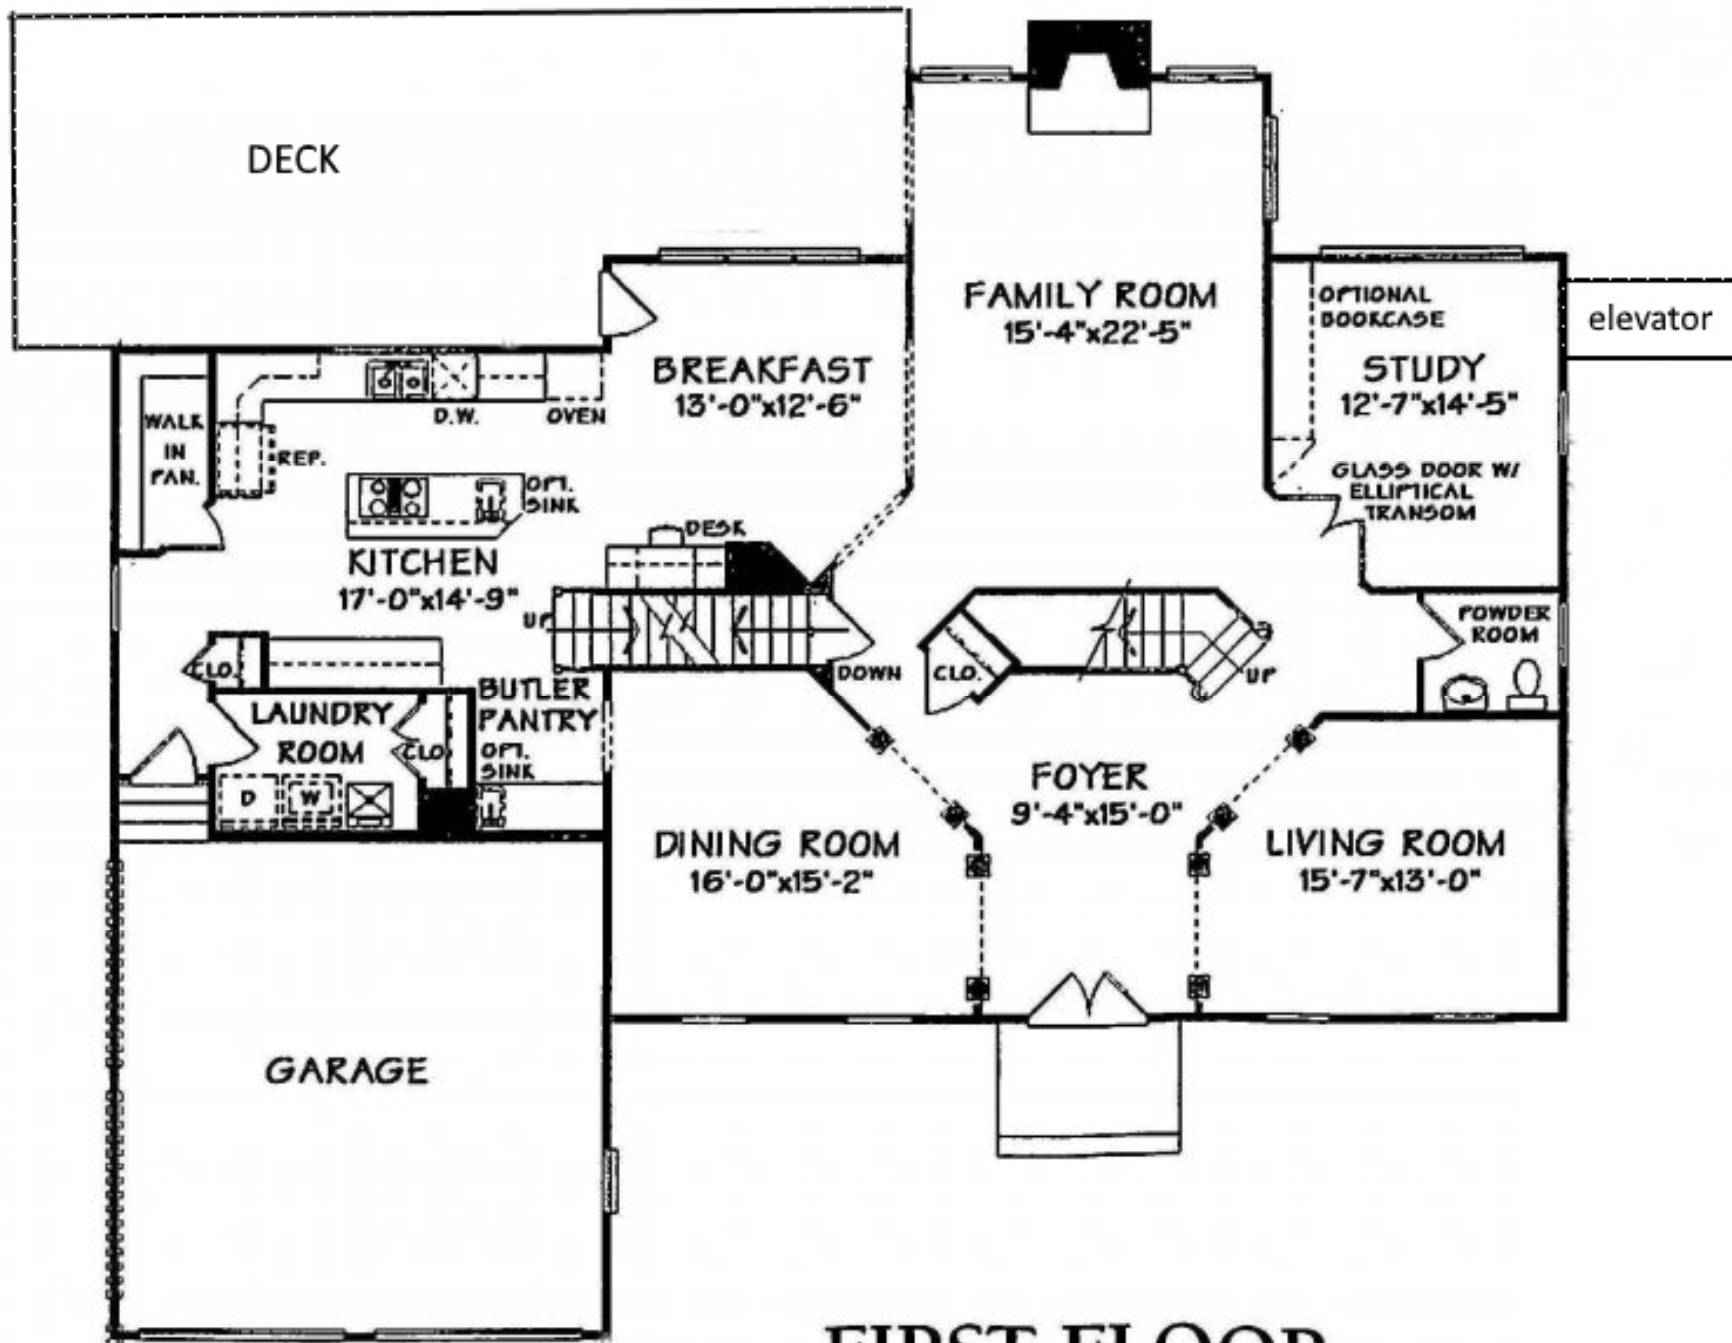 DECK
FAMILY ROOM
15'-4"x22'-5"
OPTIONAL
BOOKCASE
elevator
BREAKFAST
13'-0"x12'-6"
STUDY
12'-7"x14'-5"
WALK
IN
PAN.
REF.
D.W.
OVEN
GLASS DOOR W/
ELLIPTICAL
TRANSOM
OPT.
SINK
DESK
KITCHEN
17'-0"x14'-9"
UP
POWDER
ROOM
CLO.
DOWN
CLO.
UP
BUTLER
PANTRY
OPT.
SINK
LAUNDRY
ROOM
CLO
D
W
FOYER
9'-4"x15'-0"
DINING ROOM
16'-0"x15'-2"
LIVING ROOM
15'-7"x13'-0"
GARAGE
FIRST FLOOR